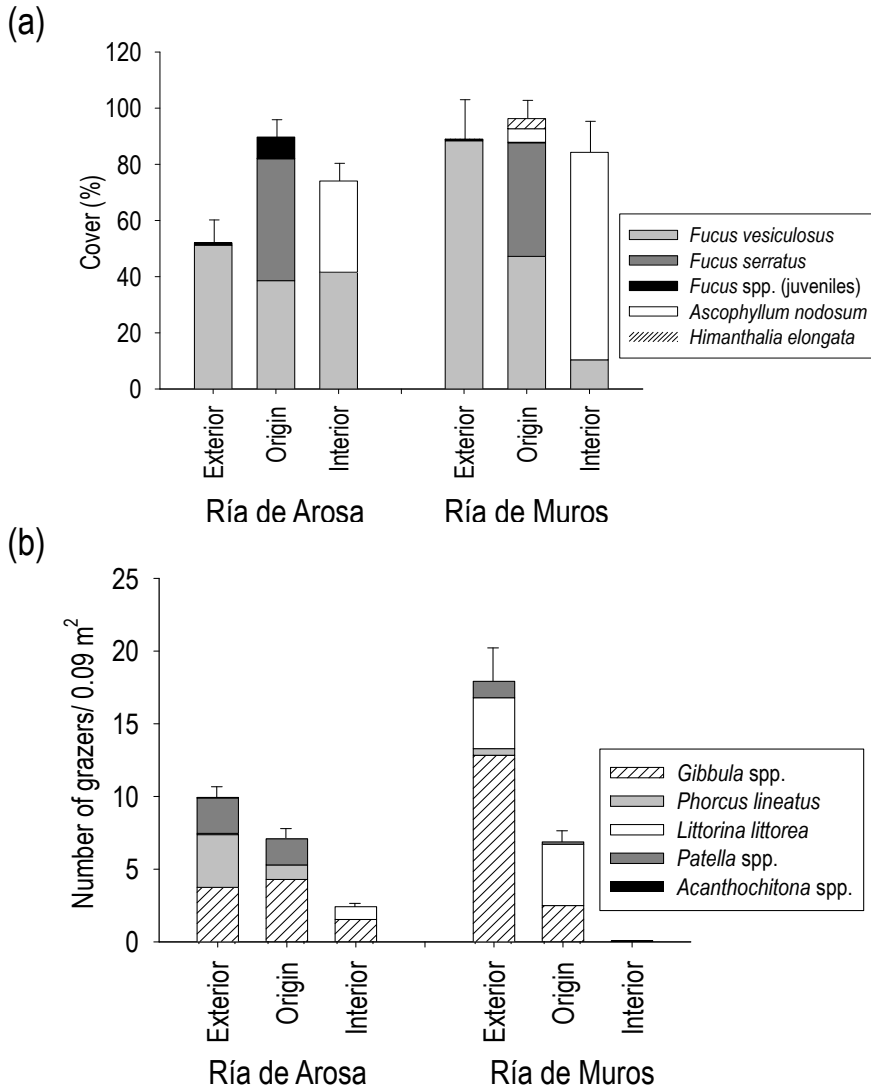 (a)
120
100
80
60
40
20
0
Cover (%)
Fucus vesiculosus
Fucus serratus
Fucus spp. (juveniles)
Ascophyllum nodosum
Himanthalia elongata
Exterior
Origin
Interior
Exterior
Origin
Interior
Ría de Arosa
Ría de Muros
(b)
25
20
15
10
5
0
Number of grazers/ 0.09 m²
Gibbula spp.
Phorcus lineatus
Littorina littorea
Patella spp.
Acanthochitona spp.
Exterior
Origin
Interior
Exterior
Origin
Interior
Ría de Arosa
Ría de Muros